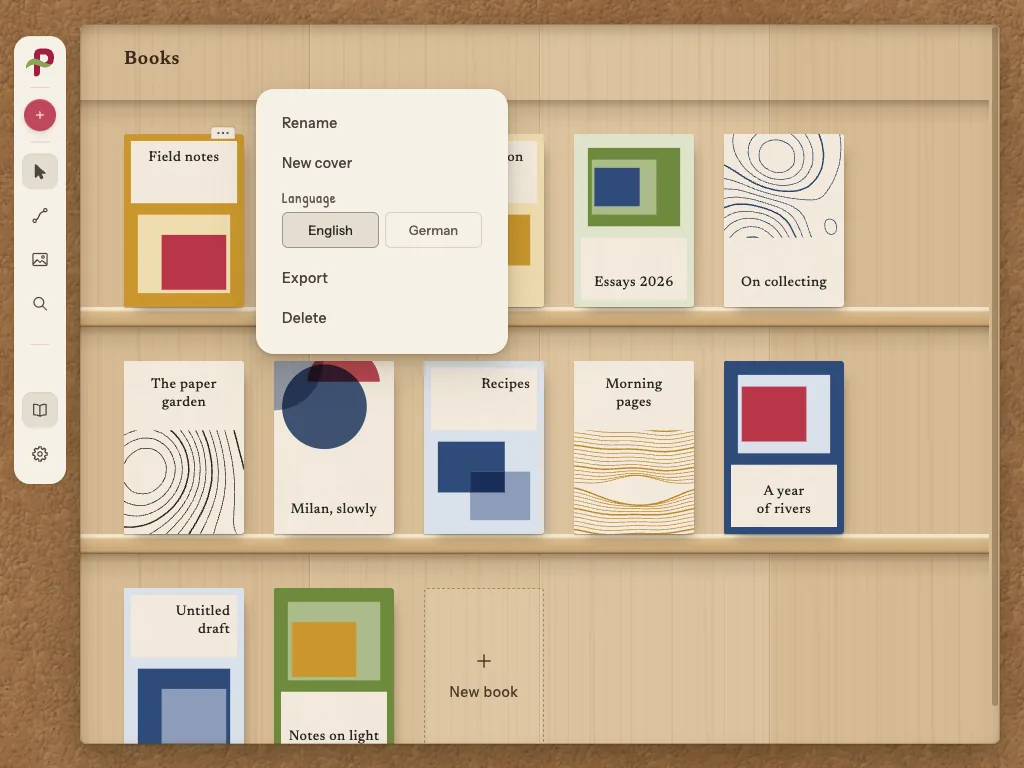 Books
Field notes
Rename
New cover
Language
English
German
Export
Delete
on
Essays 2026
On collecting
The paper
garden
Milan, slowly
Recipes
Morning
pages
A year
of rivers
Untitled
draft
Notes on light
New book